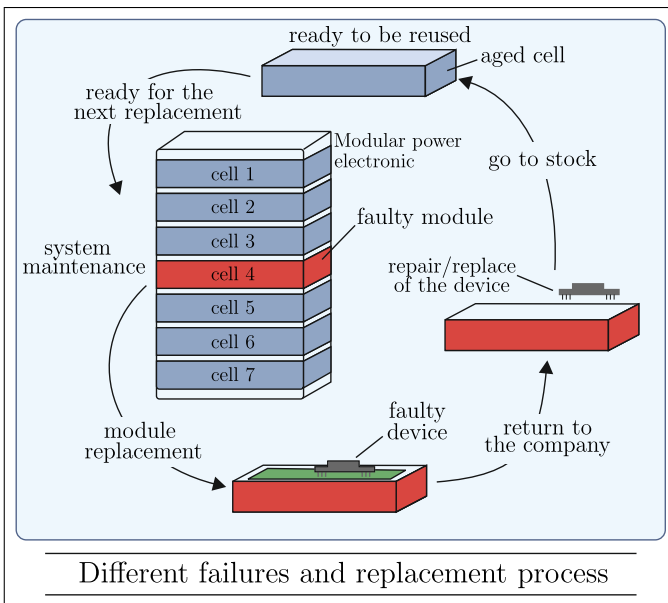 ready to be reused
aged cell
ready for the
next replacement
Modular power
electronic
cell 1
cell 2
cell 3
cell 4
cell 5
cell 6
cell 7
go to stock
faulty module
system
maintenance
repair/replace
of the device
faulty
device
module
replacement
return to
the company
Different failures and replacement process